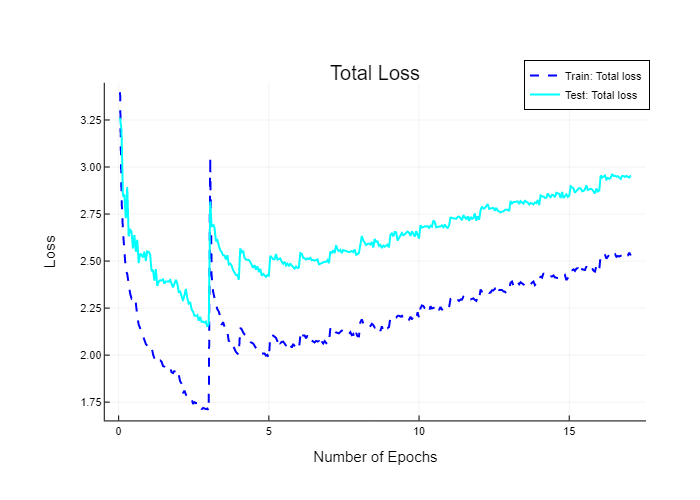 Total Loss
Train: Total loss
Test: Total loss
3.25
3.00
2.75
2.50
2.25
2.00
1.75
Loss
0 5 10 15
Number of Epochs